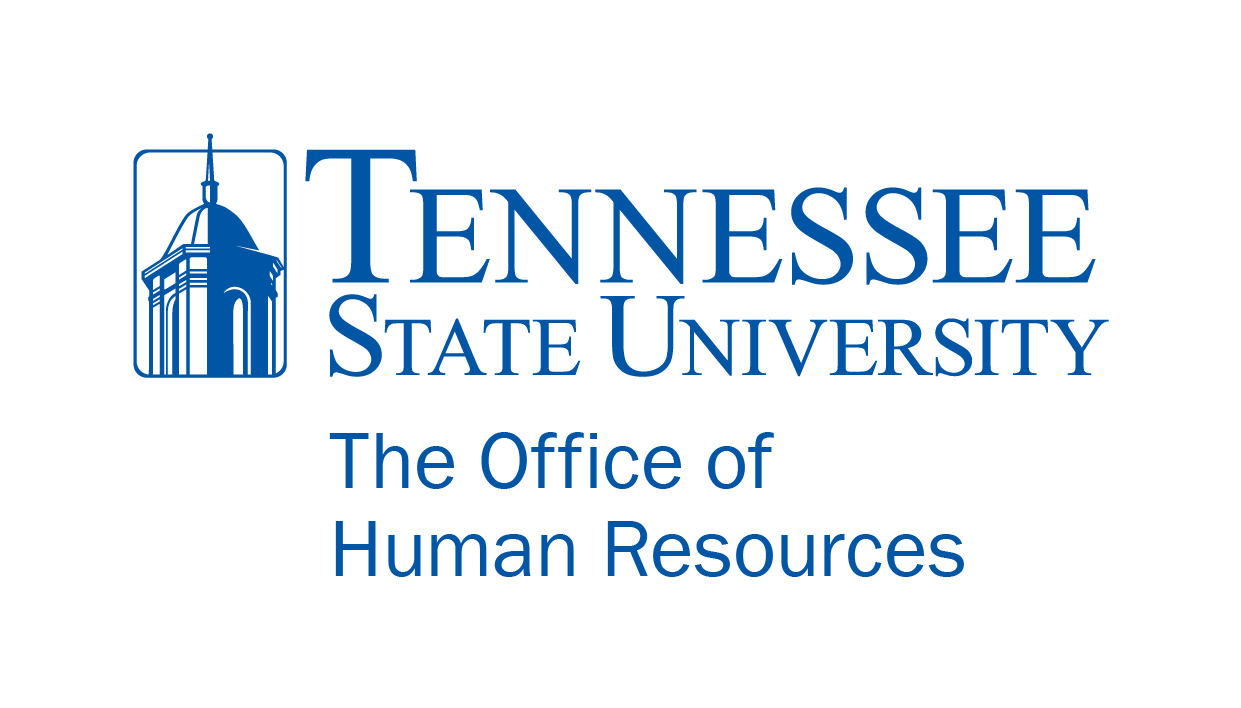 TENNESSEE
STATE UNIVERSITY
The Office of
Human Resources